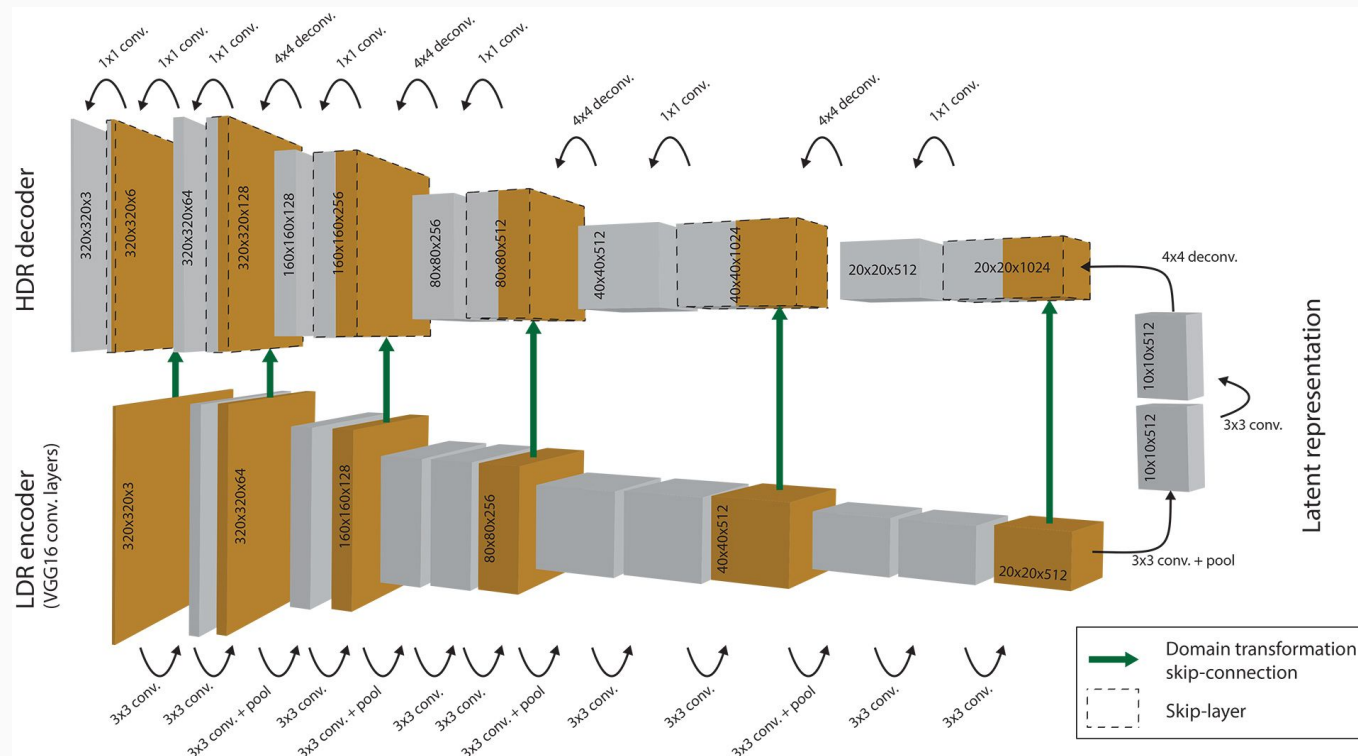 1x1 conv.
1x1 conv.
1x1 conv.
4x4 deconv.
1x1 conv.
4x4 deconv.
1x1 conv.
4x4 deconv.
1x1 conv.
4x4 deconv.
1x1 conv.
HDR decoder
320x320x3
320x320x6
320x320x64
320x320x128
160x160x128
160x160x256
80x80x256
80x80x512
40x40x512
40x40x1024
20x20x512
20x20x1024
4x4 deconv.
10x10x512
3x3 conv.
10x10x512
Latent representation
LDR encoder
(VGG16 conv. layers)
320x320x3
320x320x64
160x160x128
80x80x256
40x40x512
20x20x512
3x3 conv. + pool
3x3 conv.
3x3 conv.
3x3 conv. + pool
3x3 conv.
3x3 conv. + pool
3x3 conv.
3x3 conv.
3x3 conv. + pool
3x3 conv.
3x3 conv.
3x3 conv. + pool
3x3 conv.
3x3 conv.
Domain transformation
skip-connection
Skip-layer